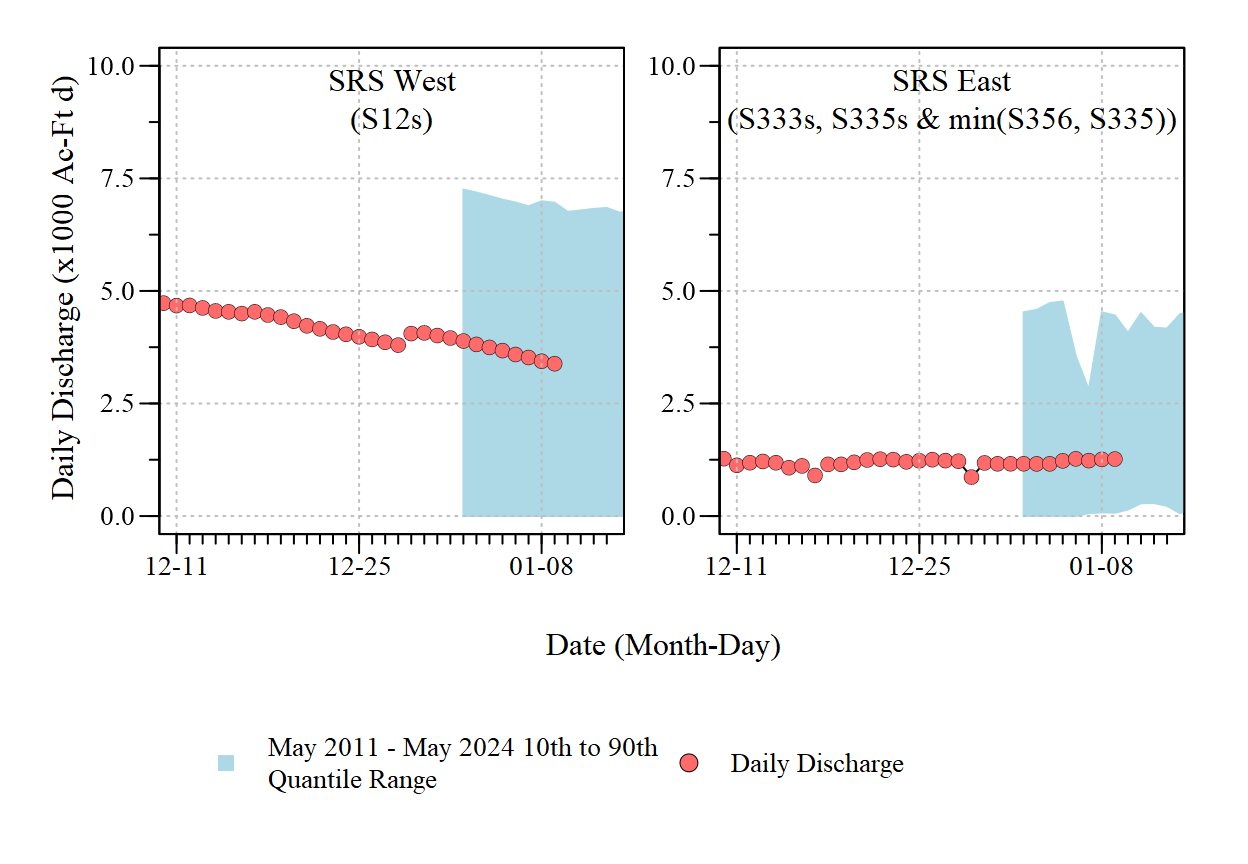 SRS West
(S12s)
SRS East
(S333s, S335s & min(S356, S335))
Daily Discharge (x1000 Ac-Ft d)
10.0
7.5
5.0
2.5
0.0
12-11
12-25
01-08
10.0
7.5
5.0
2.5
0.0
12-11
12-25
01-08
Date (Month-Day)
May 2011 - May 2024 10th to 90th
Quantile Range
Daily Discharge